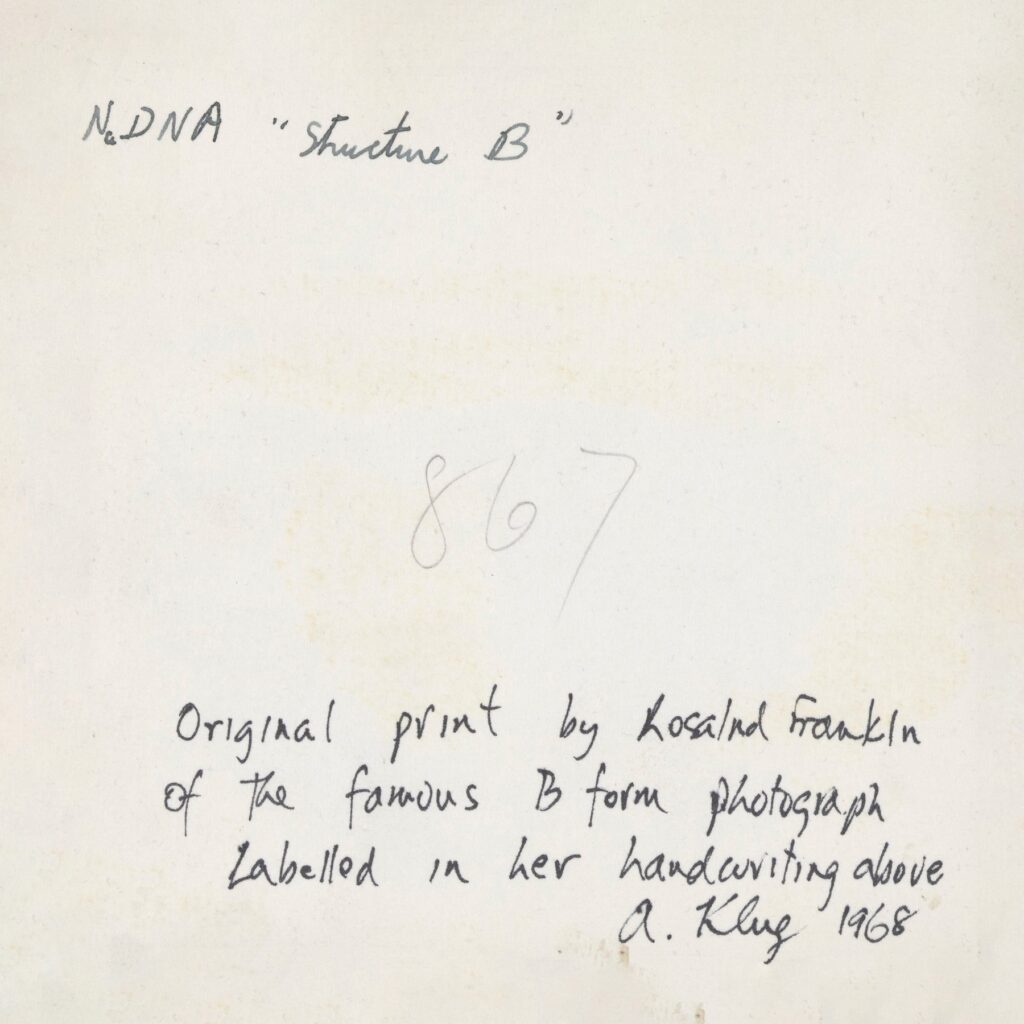 NaDNA "Structure B"
867
Original print by Rosalind Franklin
of the famous B form photograph
Labelled in her handwriting above
A. Klug 1968